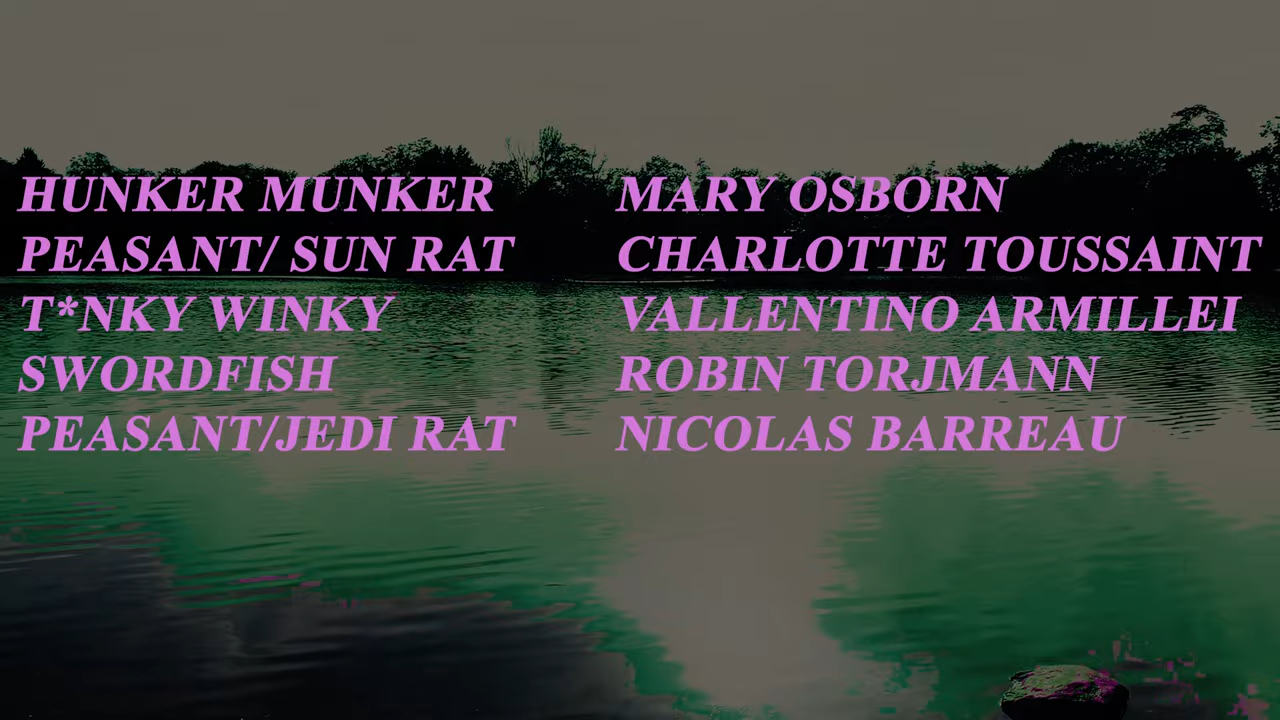 HUNKER MUNKER MARY OSBORN
PEASANT/ SUN RAT CHARLOTTE TOUSSAINT
T*NKY WINKY VALLENTINO ARMILLEI
SWORDFISH ROBIN TORJMANN
PEASANT/JEDI RAT NICOLAS BARREAU